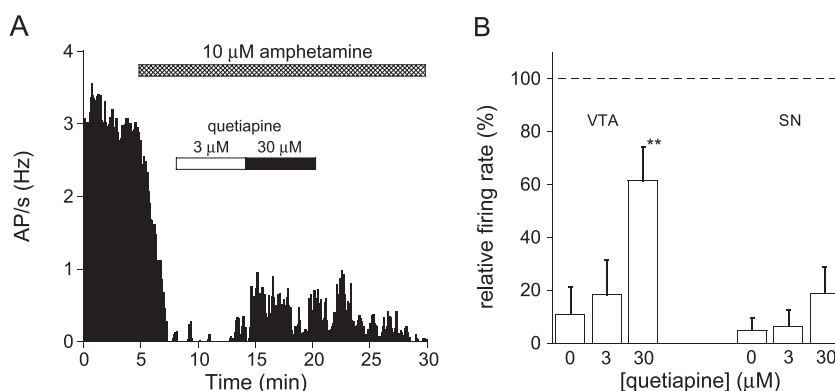 A
10 μM amphetamine
quetiapine
3 μM 30 μM
AP/s (Hz)
4
3
2
1
0
0 5 10 15 20 25 30
Time (min)
B
relative firing rate (%)
100
80
60
40
20
0
VTA SN
**
0 3 30 0 3 30
[quetiapine] (μM)